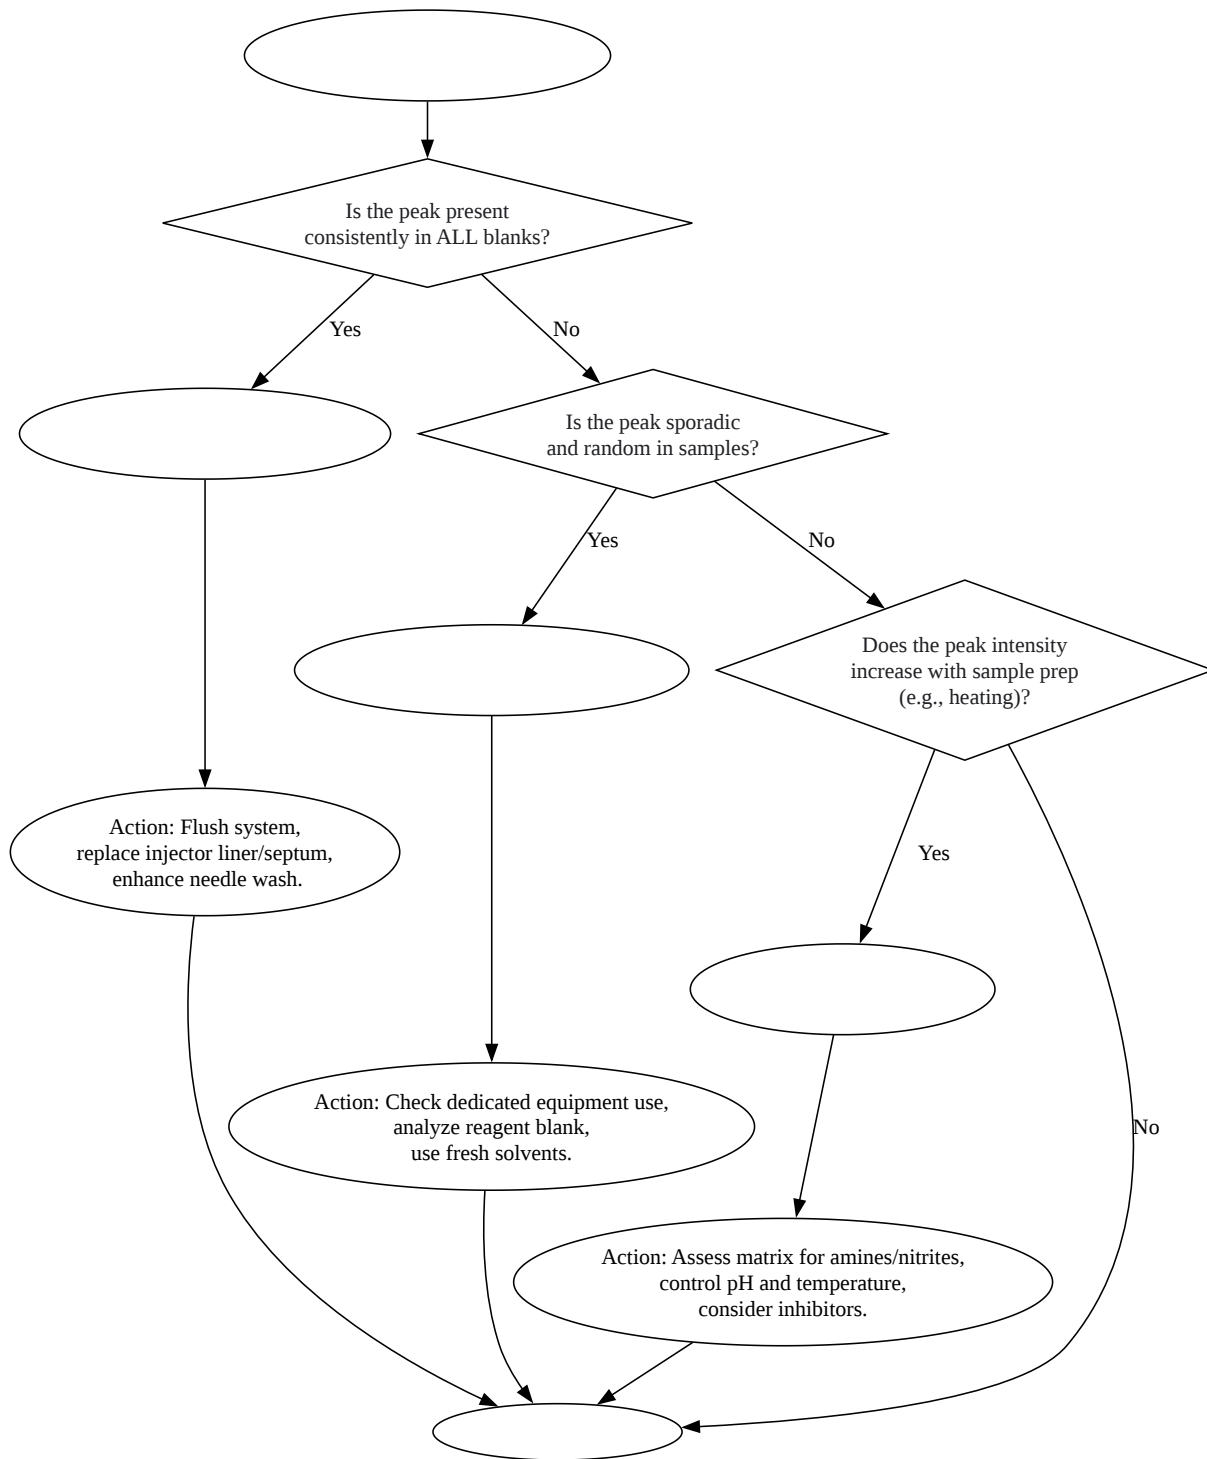 Is the peak present
consistently in ALL blanks?
Yes
No
Is the peak sporadic
and random in samples?
Yes
No
Does the peak intensity
increase with sample prep
(e.g., heating)?
Action: Flush system,
replace injector liner/septum,
enhance needle wash.
Yes
Action: Check dedicated equipment use,
analyze reagent blank,
use fresh solvents.
No
Action: Assess matrix for amines/nitrites,
control pH and temperature,
consider inhibitors.